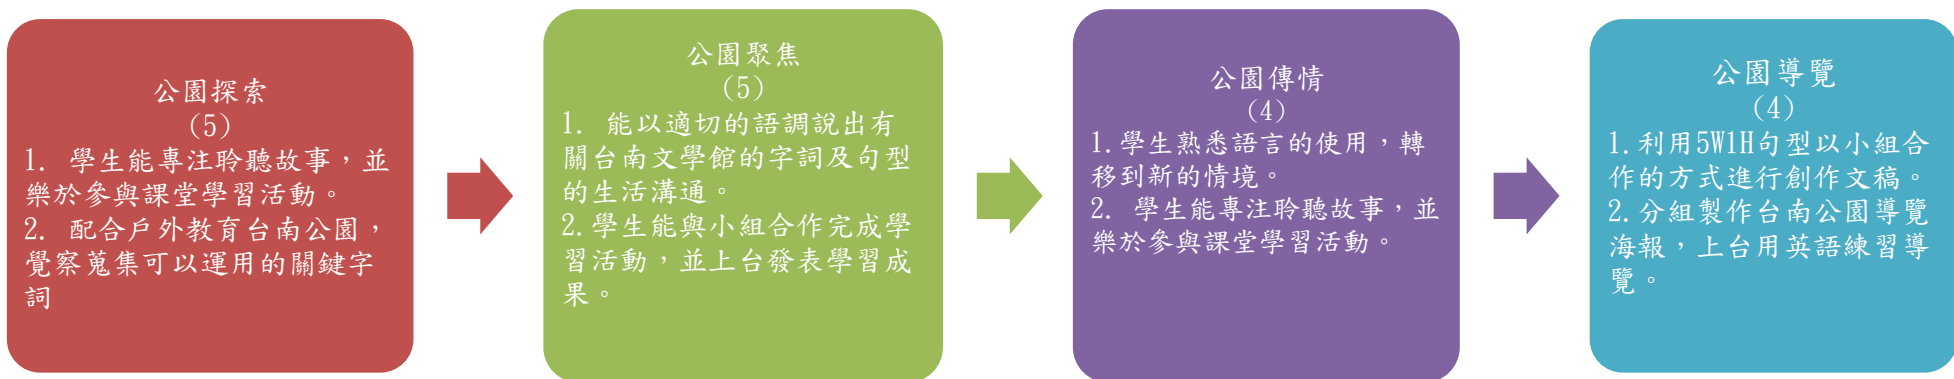 公園探索
(5)
1. 學生能專注聆聽故事，並
樂於參與課堂學習活動。
2. 配合戶外教育台南公園，
覺察蒐集可以運用的關鍵字
詞
公園聚焦
(5)
1. 能以適切的語調說出有
關台南文學館的字詞及句型
的生活溝通。
2.學生能與小組合作完成學
習活動，並上台發表學習成
果。
公園傳情
(4)
1.學生熟悉語言的使用，轉
移到新的情境。
2. 學生能專注聆聽故事，並
樂於參與課堂學習活動。
公園導覽
(4)
1.利用5W1H句型以小組合
作的方式進行創作文稿。
2.分組製作台南公園導覽
海報，上台用英語練習導
覽。